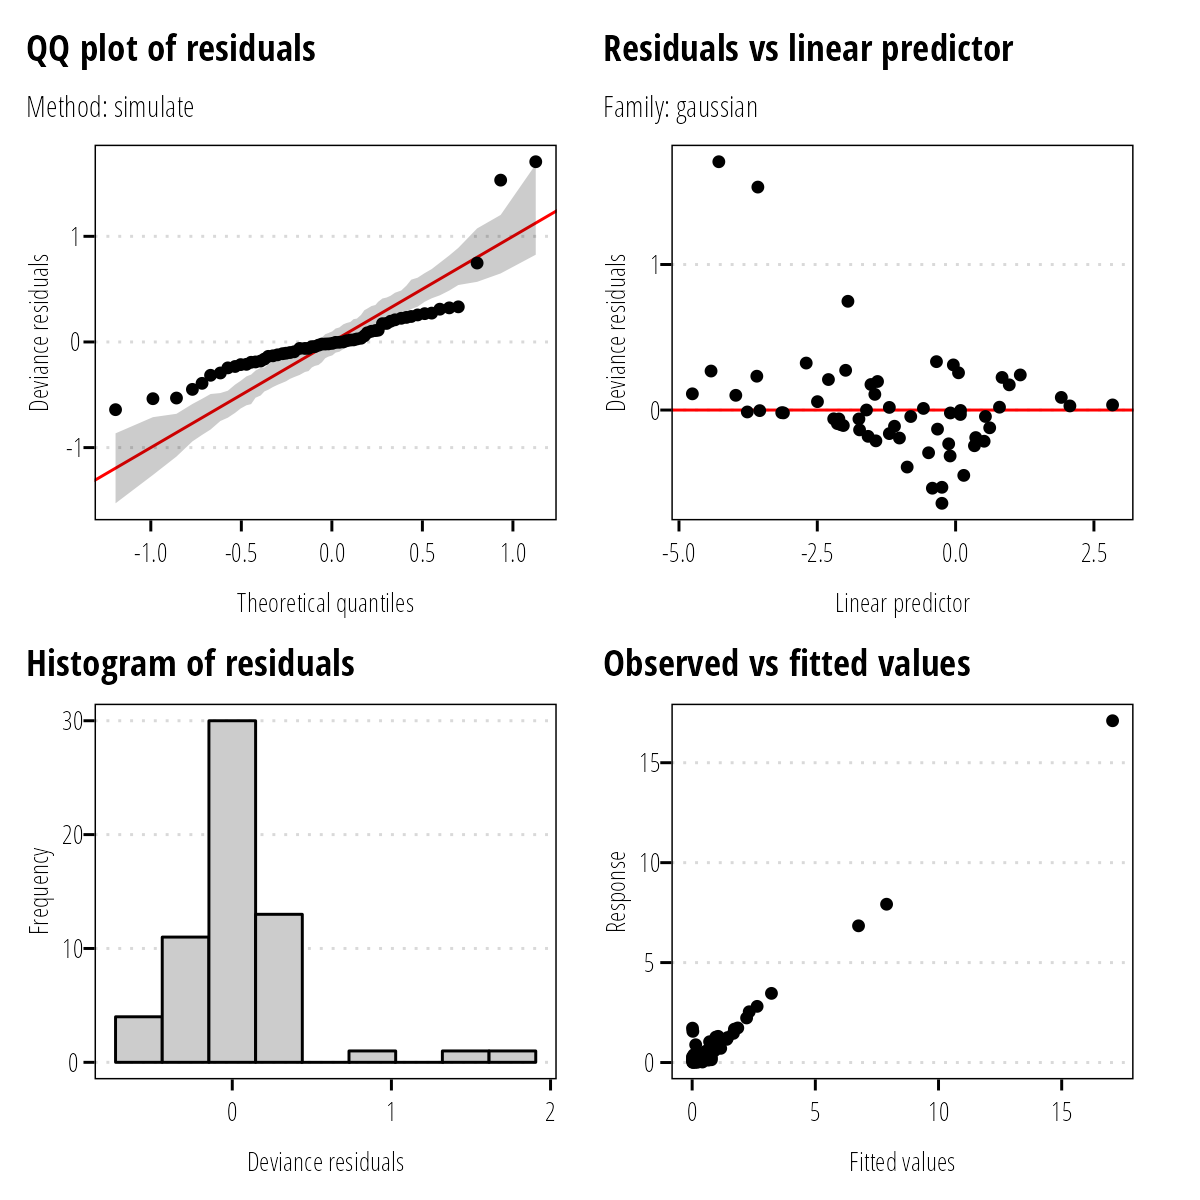 QQ plot of residuals
Method: simulate
Deviance residuals
1
0
-1
-1.0 -0.5 0.0 0.5 1.0
Theoretical quantiles
Residuals vs linear predictor
Family: gaussian
Deviance residuals
1
0
-5.0 -2.5 0.0 2.5
Linear predictor
Histogram of residuals
Frequency
30
20
10
0
0 1 2
Deviance residuals
Observed vs fitted values
Response
15
10
5
0
0 5 10 15
Fitted values